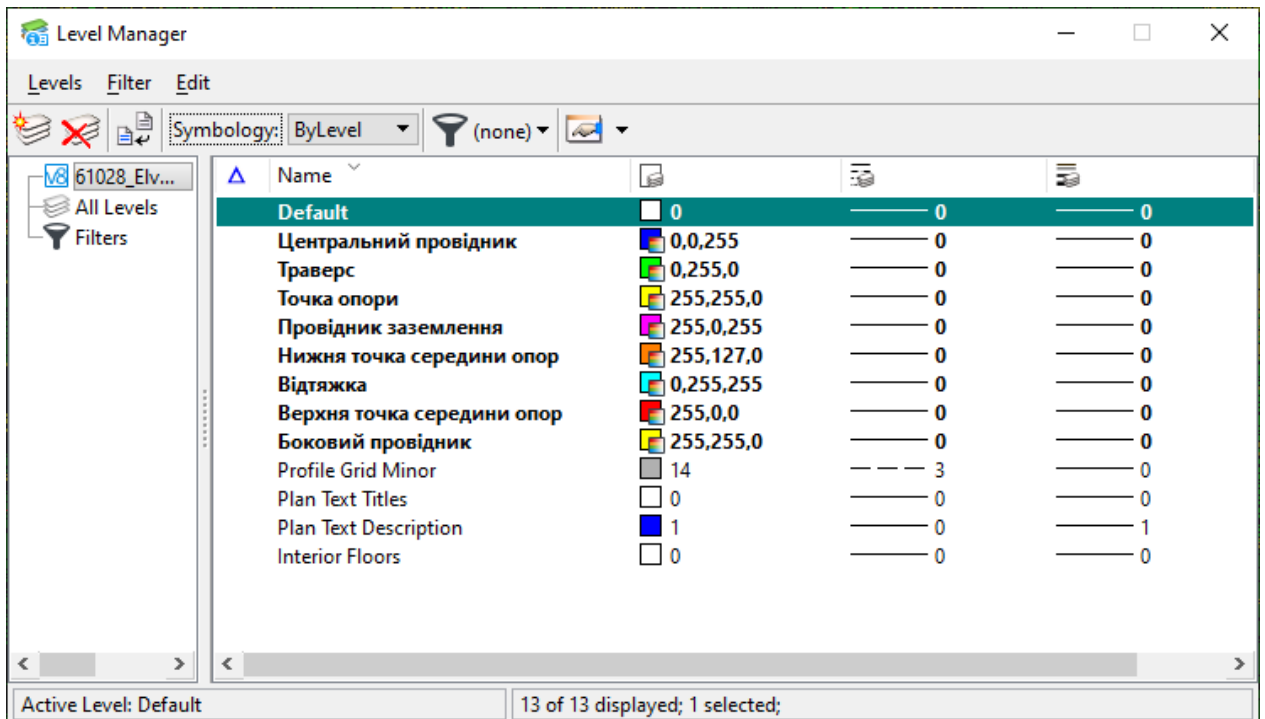 Level Manager
Levels Filter Edit
Symbology: ByLevel (none)
V8 61028_Elv...
All Levels
Filters
Name
Default 0 0 0
Центральний провідник 0,0,255 0 0
Траверс 0,255,0 0 0
Точка опори 255,255,0 0 0
Провідник заземлення 255,0,255 0 0
Нижня точка середини опор 255,127,0 0 0
Відтяжка 0,255,255 0 0
Верхня точка середини опор 255,0,0 0 0
Боковий провідник 255,255,0 0 0
Profile Grid Minor 14 3 0
Plan Text Titles 0 0 0
Plan Text Description 1 0 1
Interior Floors 0 0 0
Active Level: Default 13 of 13 displayed; 1 selected;